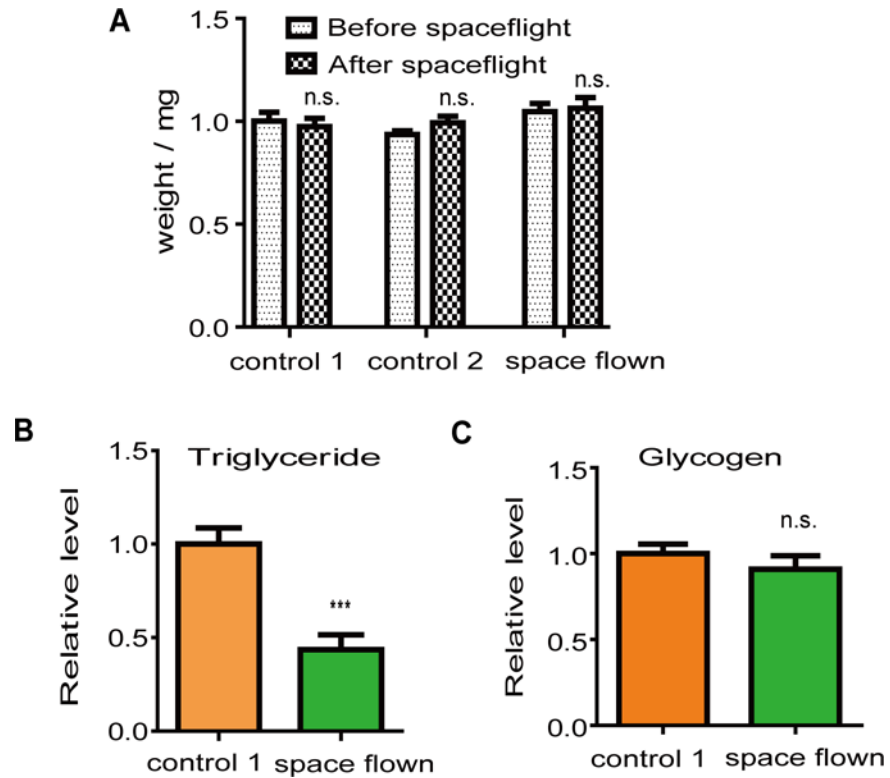 A
Before spaceflight
After spaceflight
weight / mg
1.5
1.0
0.5
0.0
n.s.
n.s.
n.s.
control 1
control 2
space flown
B
Triglyceride
Relative level
1.5
1.0
0.5
0.0
***
control 1
space flown
C
Glycogen
Relative level
1.5
1.0
0.5
0.0
n.s.
control 1
space flown